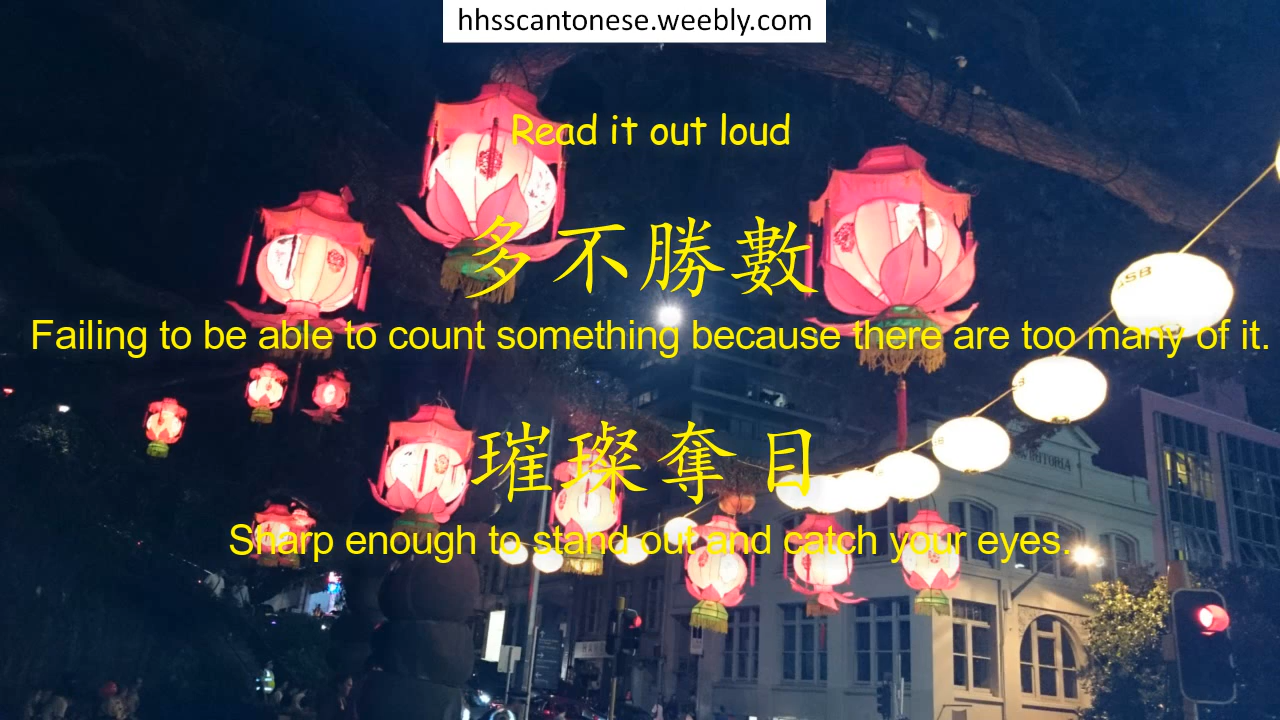 hhsscantonese.weebly.com
Read it out loud
多不勝數
Failing to be able to count something because there are too many of it.
璀璨奪目
Sharp enough to stand out and catch your eyes.